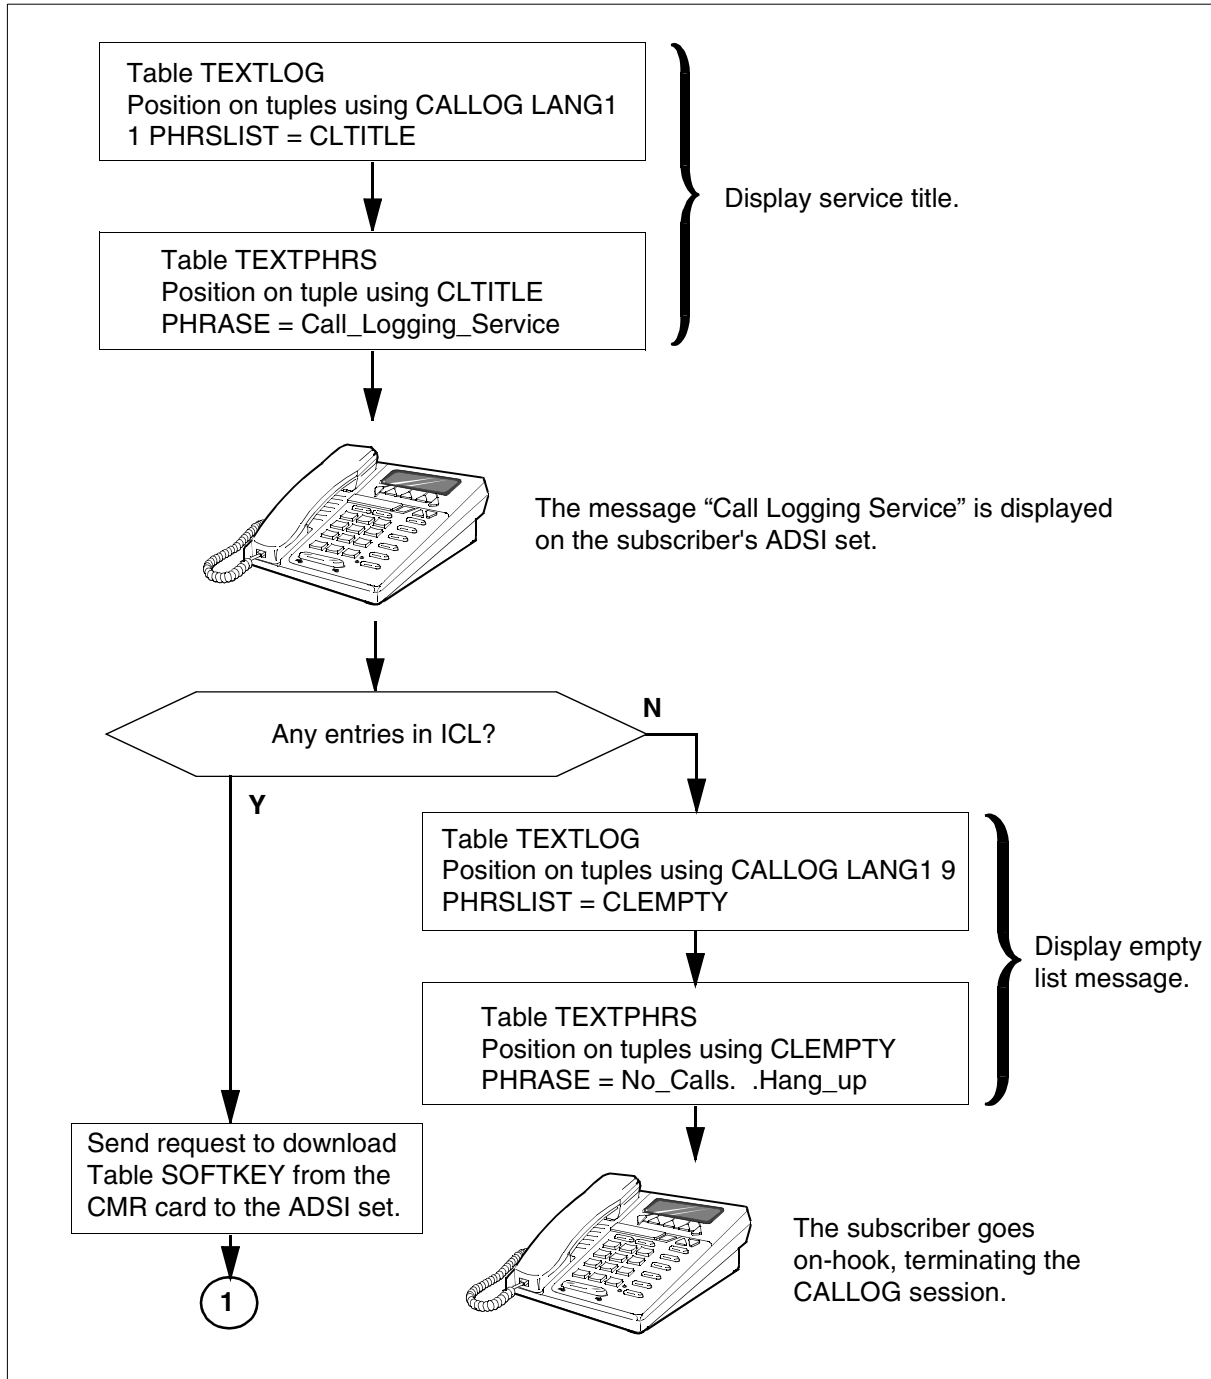 Table TEXTLOG
Position on tuples using CALLOG LANG1
1 PHRSLIST = CLTITLE
Display service title.
Table TEXTPHRS
Position on tuple using CLTITLE
PHRASE = Call_Logging_Service
The message “Call Logging Service” is displayed
on the subscriber's ADSI set.
Any entries in ICL?
N
Y
Table TEXTLOG
Position on tuples using CALLOG LANG1 9
PHRSLIST = CLEMPTY
Display empty
list message.
Table TEXTPHRS
Position on tuples using CLEMPTY
PHRASE = No_Calls. .Hang_up
Send request to download
Table SOFTKEY from the
CMR card to the ADSI set.
The subscriber goes
on-hook, terminating the
CALLOG session.
1